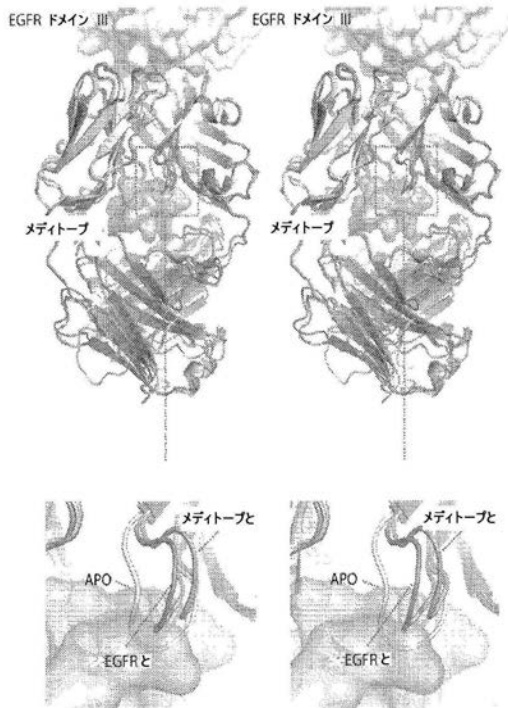 EGFR ドメイン III
EGFR ドメイン III
メディトープ
メディトープ
メディトープと
APO
EGFRと
メディトープと
APO
EGFRと